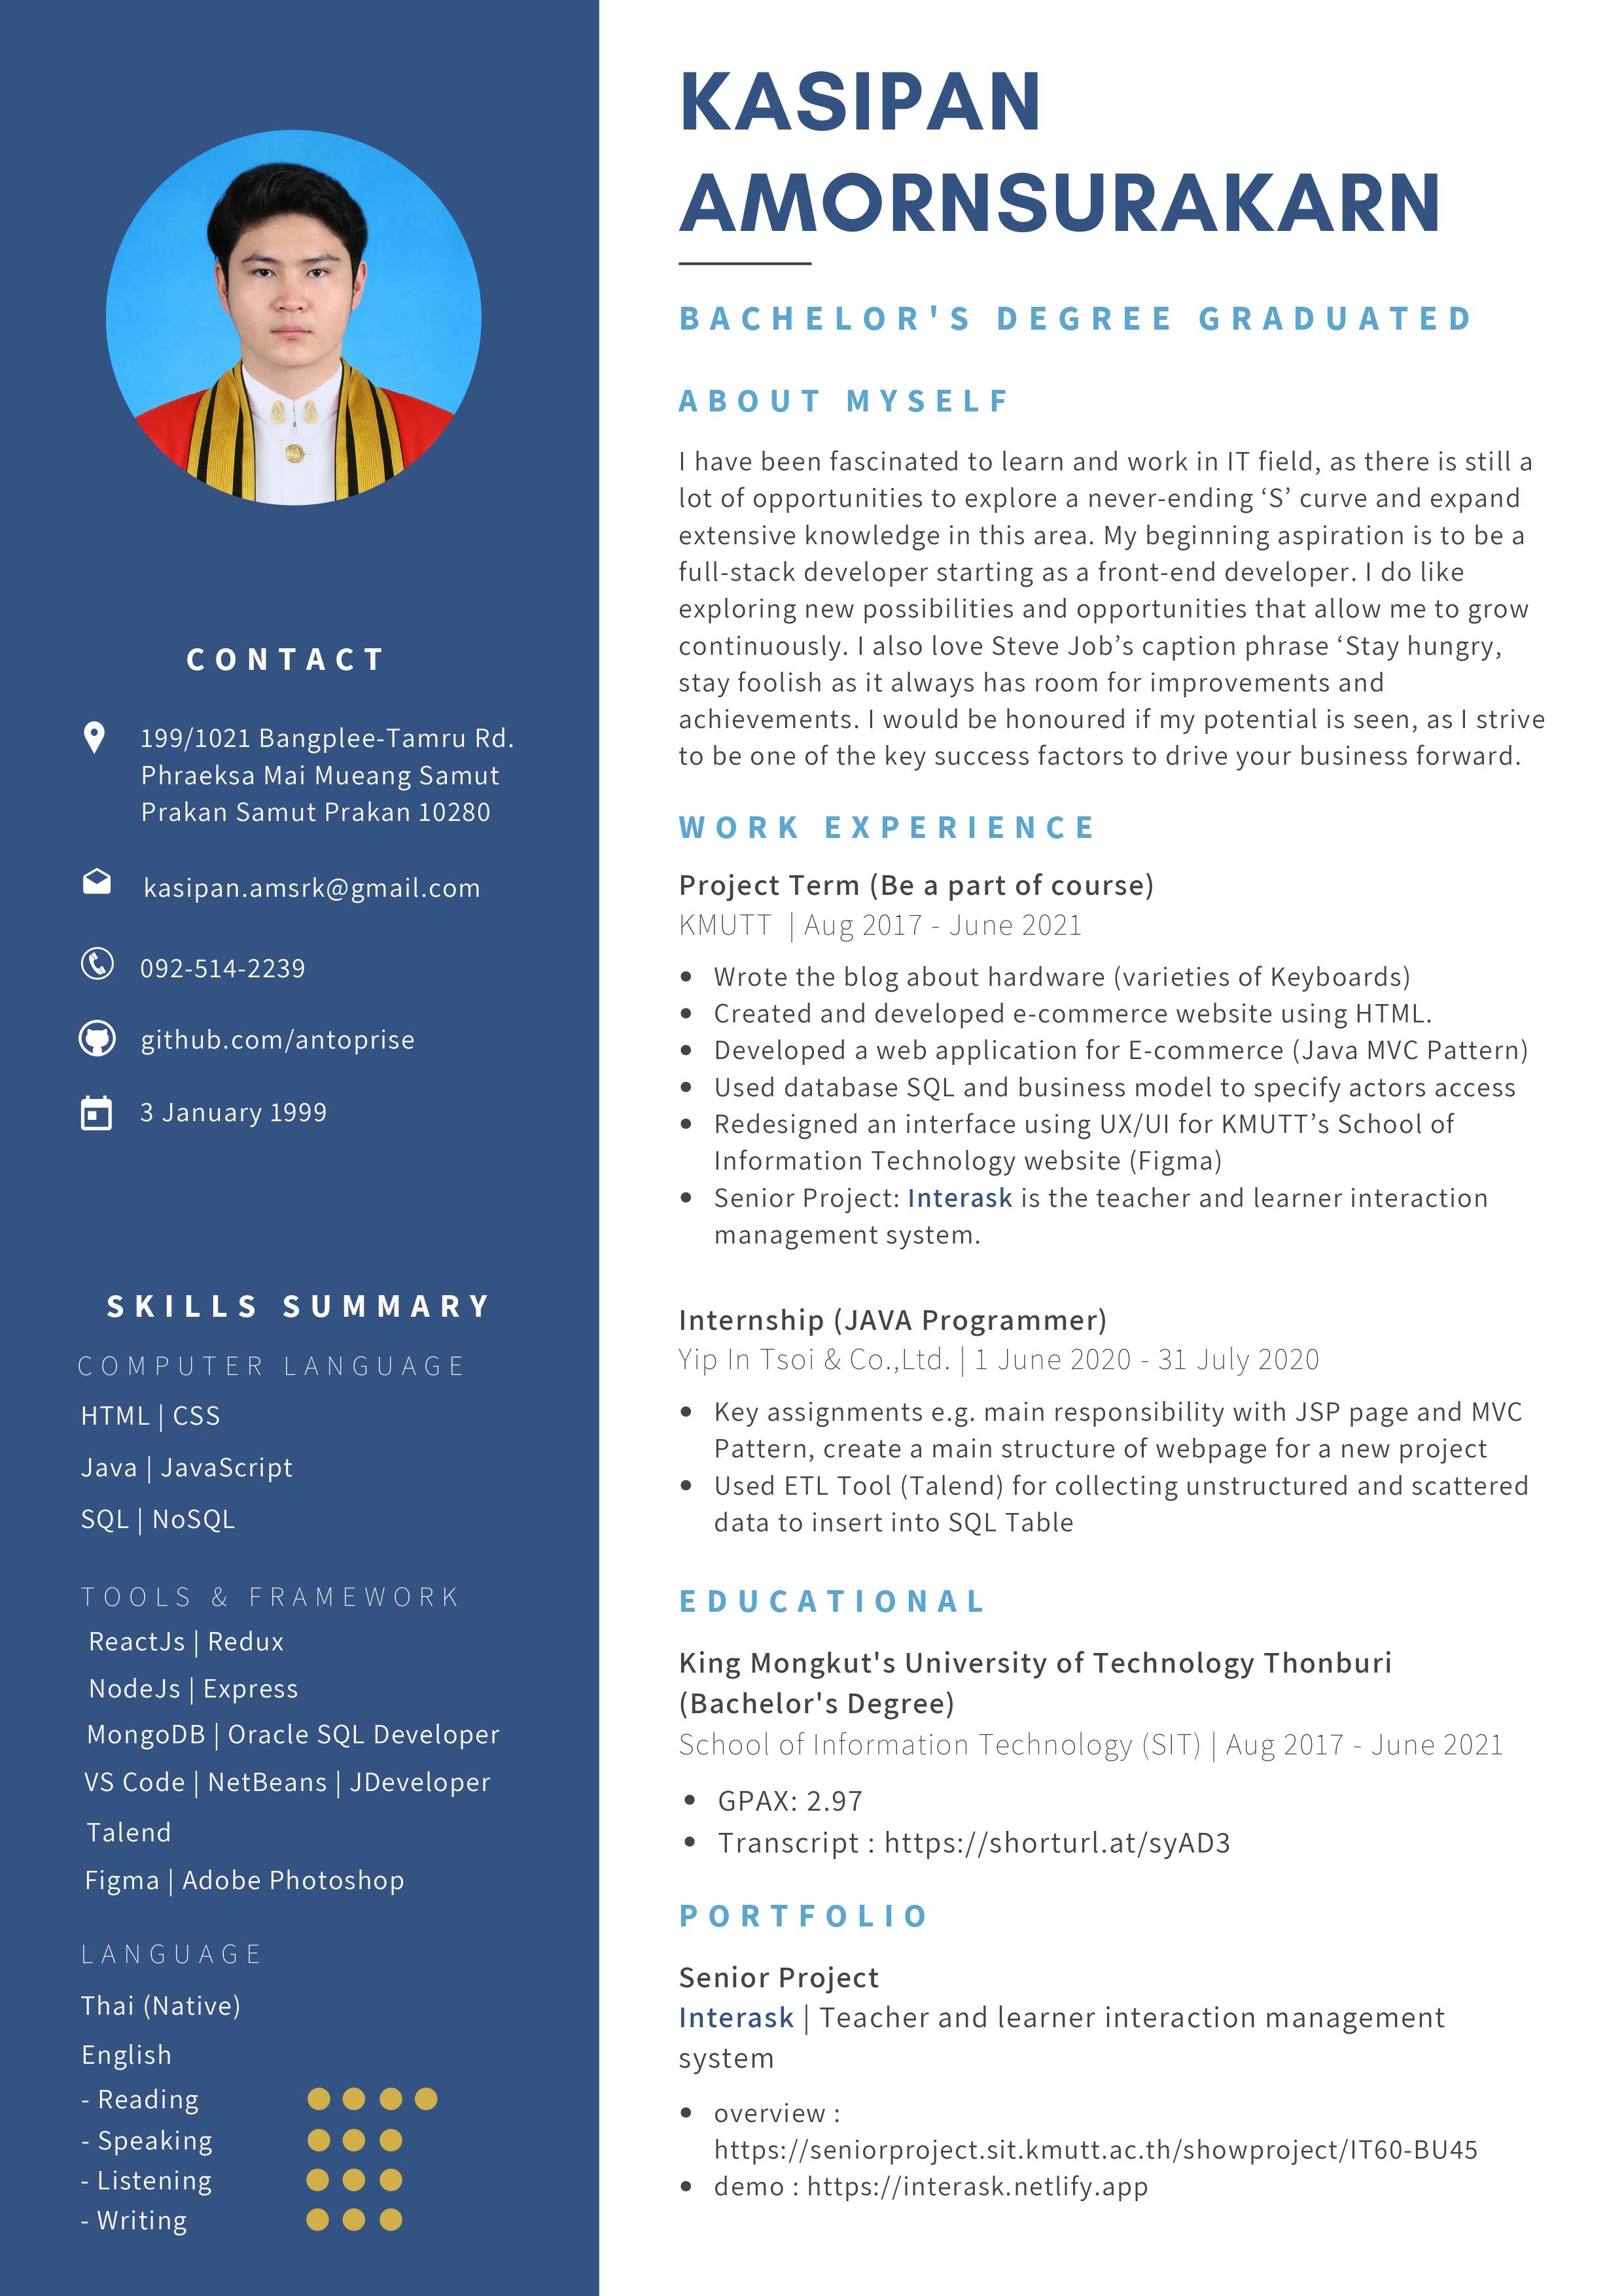 KASIPAN
AMORNSURAKARN
BACHELOR'S DEGREE GRADUATED
ABOUT MYSELF
I have been fascinated to learn and work in IT field, as there is still a
lot of opportunities to explore a never-ending ‘S’ curve and expand
extensive knowledge in this area. My beginning aspiration is to be a
full-stack developer starting as a front-end developer. I do like
exploring new possibilities and opportunities that allow me to grow
continuously. I also love Steve Job’s caption phrase ‘Stay hungry,
stay foolish as it always has room for improvements and
achievements. I would be honoured if my potential is seen, as I strive
to be one of the key success factors to drive your business forward.
WORK EXPERIENCE
Project Term (Be a part of course)
KMUTT | Aug 2017 - June 2021
• Wrote the blog about hardware (varieties of Keyboards)
• Created and developed e-commerce website using HTML.
• Developed a web application for E-commerce (Java MVC Pattern)
• Used database SQL and business model to specify actors access
• Redesigned an interface using UX/UI for KMUTT’s School of
Information Technology website (Figma)
• Senior Project: Interask is the teacher and learner interaction
management system.
Internship (JAVA Programmer)
Yip In Tsoi & Co.,Ltd. | 1 June 2020 - 31 July 2020
• Key assignments e.g. main responsibility with JSP page and MVC
Pattern, create a main structure of webpage for a new project
• Used ETL Tool (Talend) for collecting unstructured and scattered
data to insert into SQL Table
EDUCATIONAL
King Mongkut's University of Technology Thonburi
(Bachelor's Degree)
School of Information Technology (SIT) | Aug 2017 - June 2021
• GPAX: 2.97
• Transcript : https://shorturl.at/syAD3
PORTFOLIO
Senior Project
Interask | Teacher and learner interaction management
system
• overview :
https://seniorproject.sit.kmutt.ac.th/showproject/IT60-BU45
• demo : https://interask.netlify.app
CONTACT
199/1021 Bangplee-Tamru Rd.
Phraeksa Mai Mueang Samut
Prakan Samut Prakan 10280
kasipan.amsrk@gmail.com
092-514-2239
github.com/antoprise
3 January 1999
SKILLS SUMMARY
COMPUTER LANGUAGE
HTML | CSS
Java | JavaScript
SQL | NoSQL
TOOLS & FRAMEWORK
ReactJs | Redux
NodeJs | Express
MongoDB | Oracle SQL Developer
VS Code | NetBeans | JDeveloper
Talend
Figma | Adobe Photoshop
LANGUAGE
Thai (Native)
English
- Reading
- Speaking
- Listening
- Writing